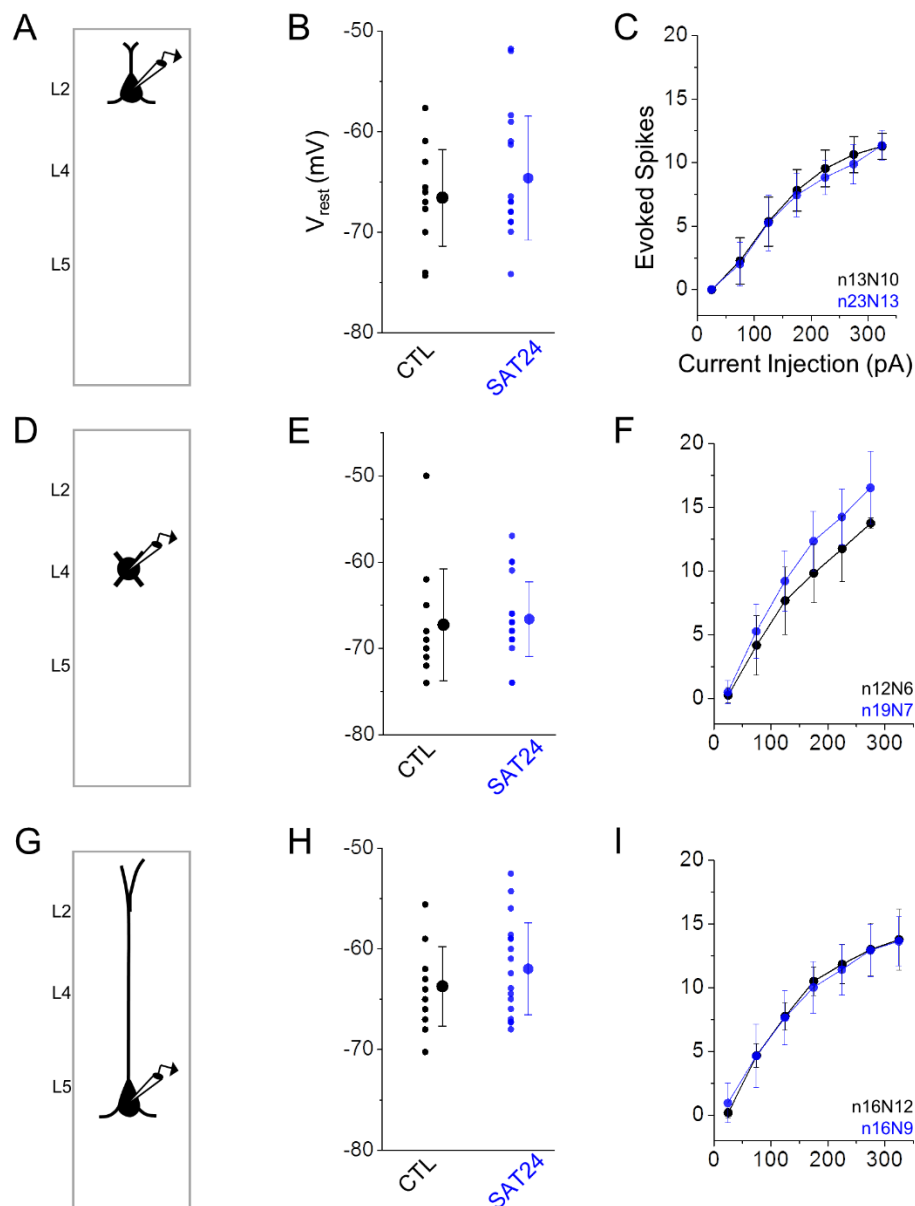 A
L2
L4
L5
B
-50
-60
-70
-80
Vrest (mV)
CTL
SAT24
C
20
15
10
5
0
Evoked Spikes
n13N10
n23N13
0 100 200 300
Current Injection (pA)
D
L2
L4
L5
E
-50
-60
-70
-80
CTL
SAT24
F
20
15
10
5
0
n12N6
n19N7
0 100 200 300
G
L2
L4
L5
H
-50
-60
-70
-80
CTL
SAT24
I
20
15
10
5
0
n16N12
n16N9
0 100 200 300